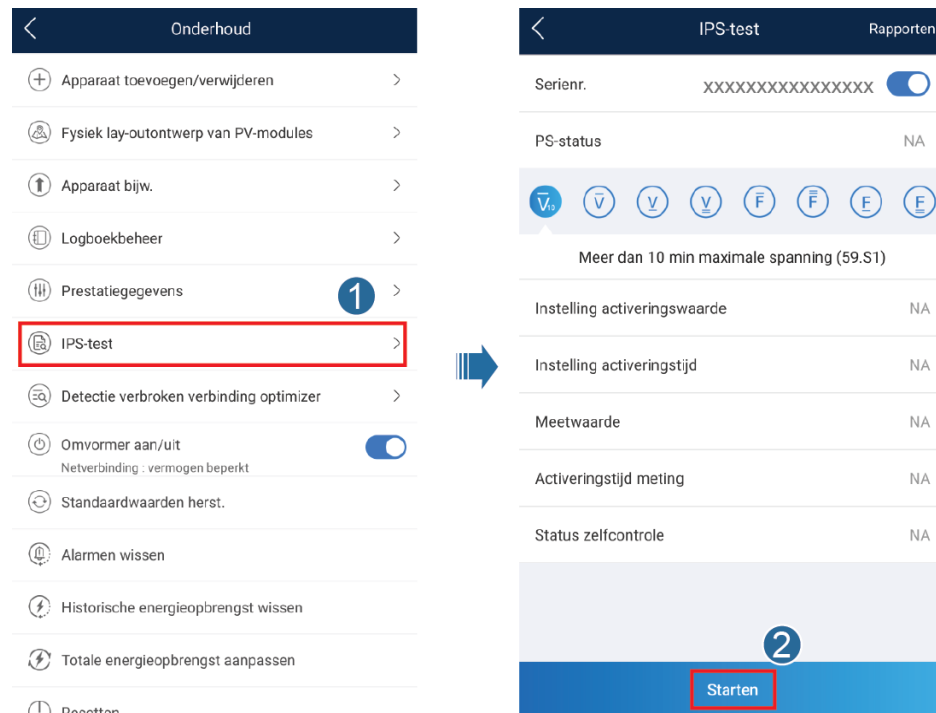 Onderhoud
Apparaat toevoegen/verwijderen
Fysiek lay-outontwerp van PV-modules
Apparaat bijw.
Logboekbeheer
Prestatiegegevens
1
IPS-test
Detectie verbroken verbinding optimizer
Omvormer aan/uit
Netverbinding : vermogen beperkt
Standaardwaarden herst.
Alarmen wissen
Historische energieopbrengst wissen
Totale energieopbrengst aanpassen
IPS-test Rapporten
Serienr. XXXXXXXXXXXXXXXX
PS-status NA
V̅₁₀ V̅ V̲ V̳ F̅ F̿ F̲ F̳
Meer dan 10 min maximale spanning (59.S1)
Instelling activeringswaarde NA
Instelling activeringstijd NA
Meetwaarde NA
Activeringstijd meting NA
Status zelfcontrole NA
2
Starten